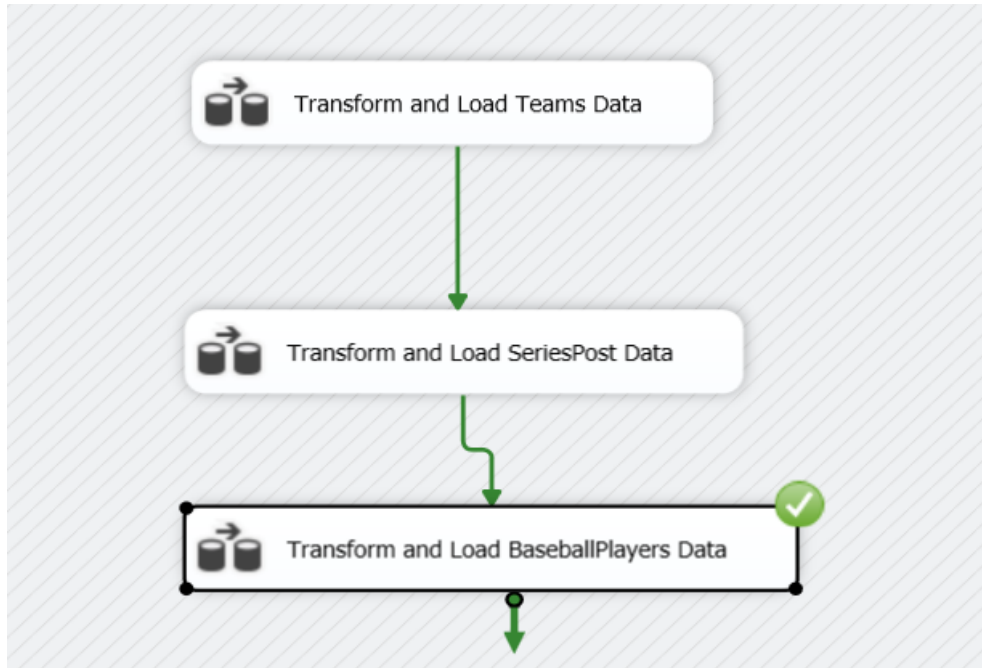 Transform and Load Teams Data
Transform and Load SeriesPost Data
Transform and Load BaseballPlayers Data